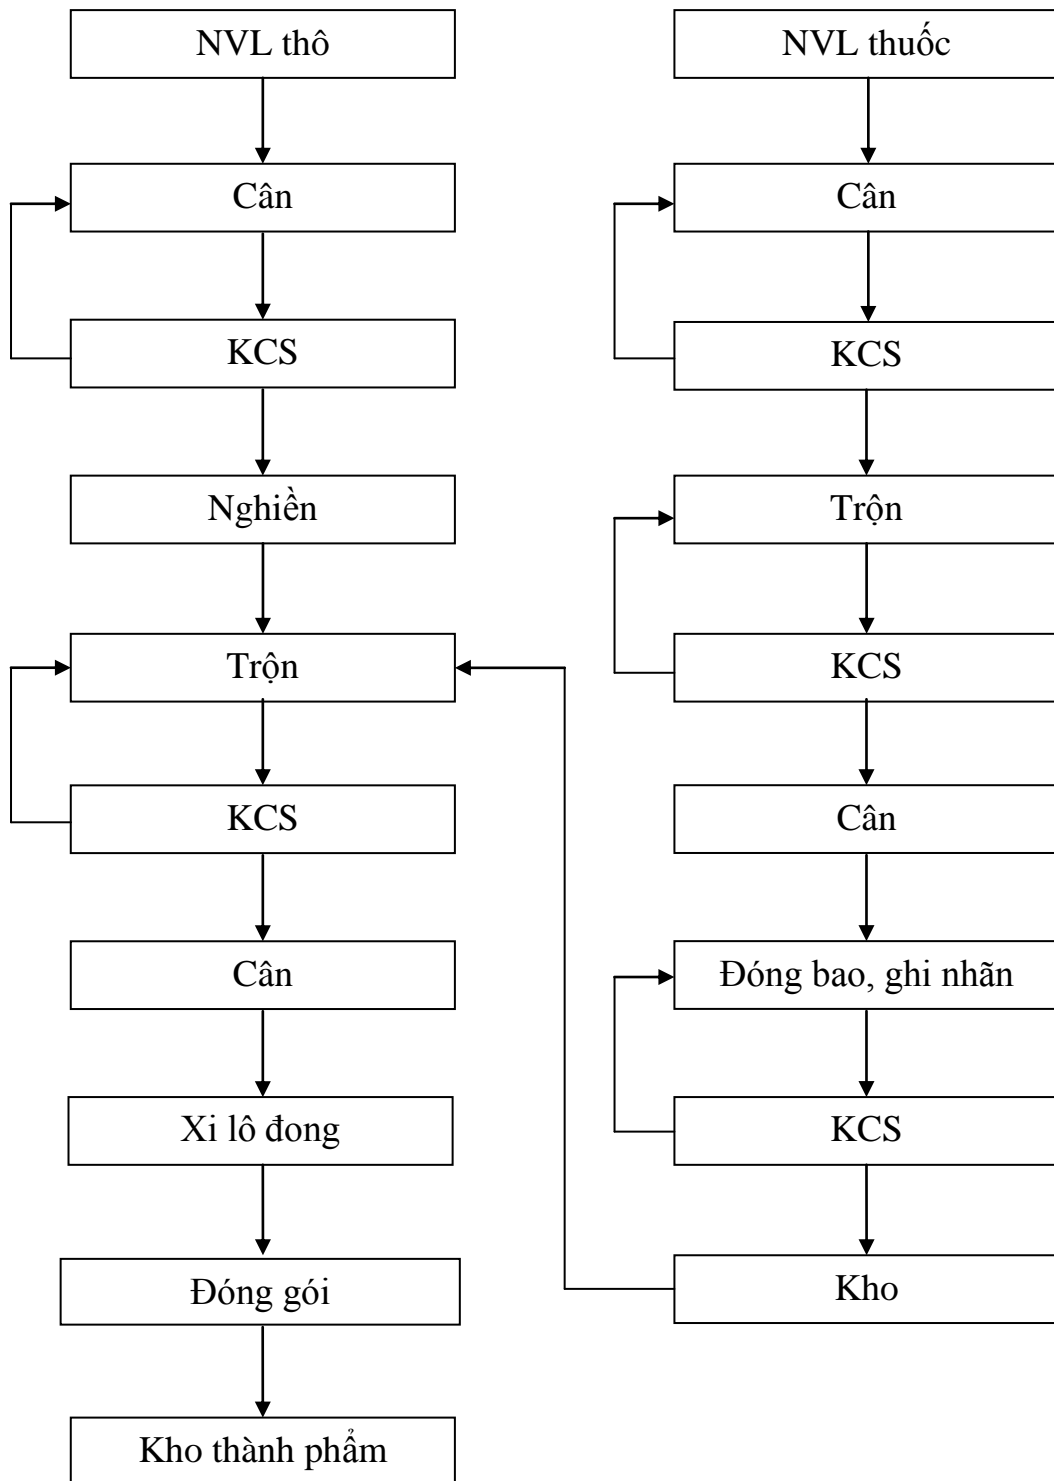 NVL thô
Cân
KCS
Nghiền
Trộn
KCS
Cân
Xi lô đong
Đóng gói
Kho thành phẩm
NVL thuốc
Cân
KCS
Trộn
KCS
Cân
Đóng bao, ghi nhãn
KCS
Kho